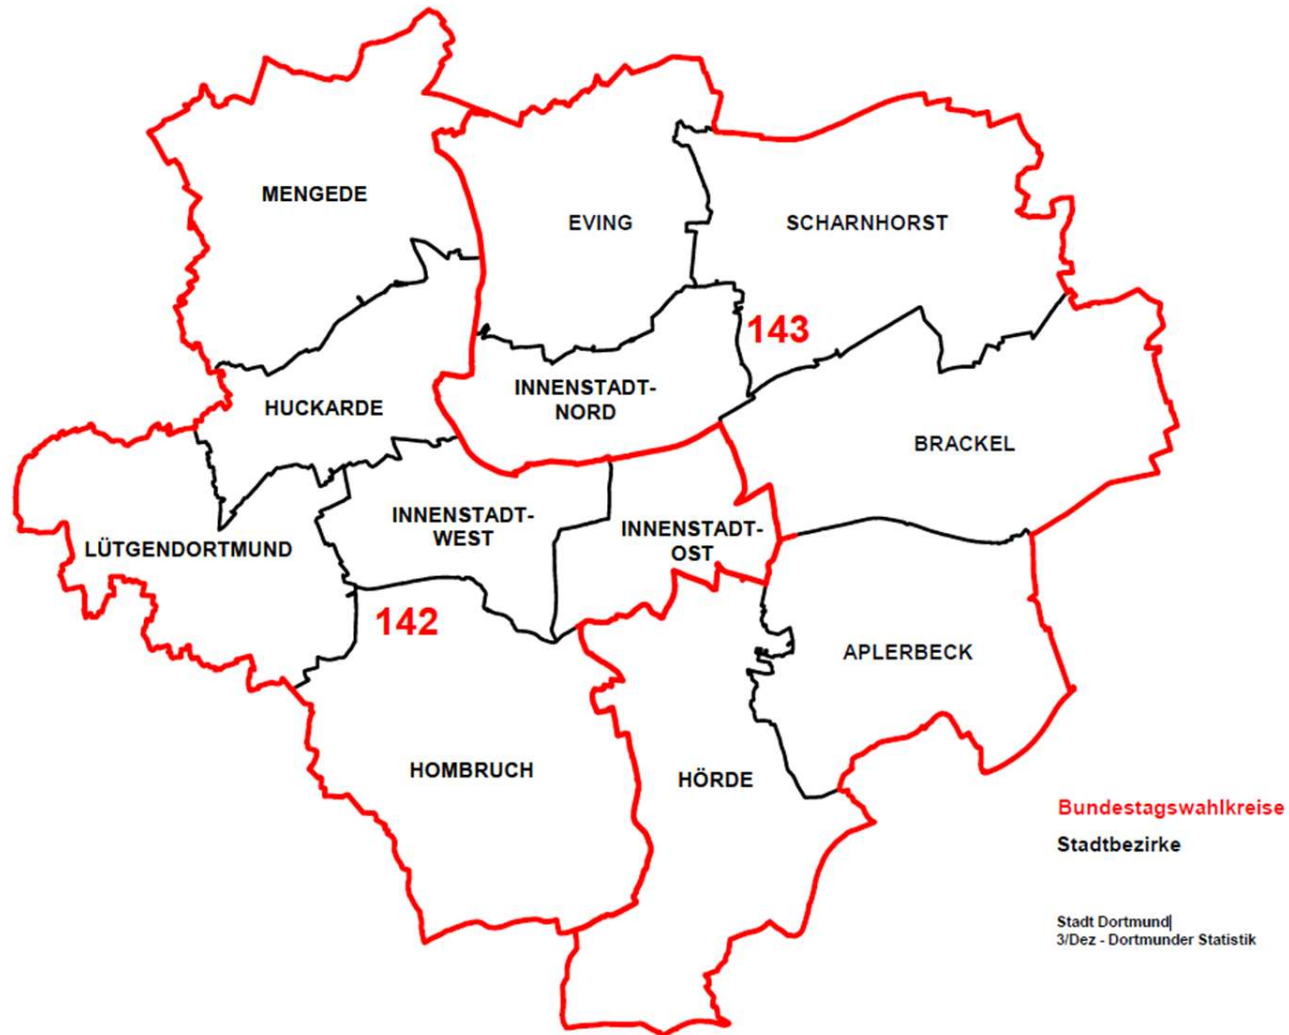 MENGEDE
EVING
SCHARNHORST
143
INNENSTADT-
NORD
HUCKARDE
BRACKEL
INNENSTADT-
WEST
INNENSTADT-
OST
LÜTGENDORTMUND
142
APLERBECK
HOMBRUCH
HÖRDE
Bundestagswahlkreise
Stadtbezirke
Stadt Dortmund|
3/Dez - Dortmunder Statistik